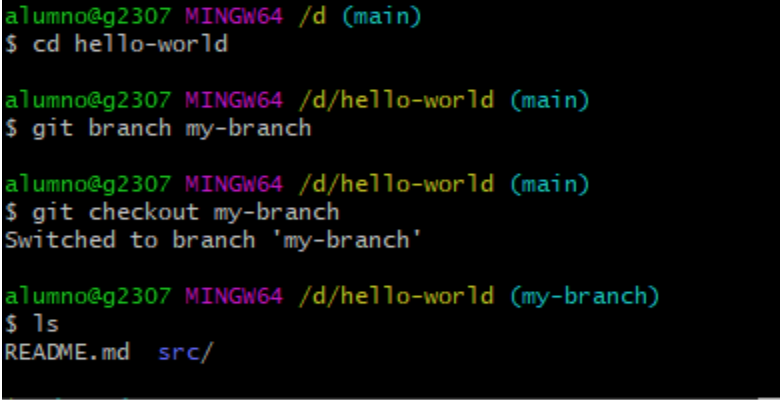 alumno@g2307 MINGW64 /d (main)
$ cd hello-world
alumno@g2307 MINGW64 /d/hello-world (main)
$ git branch my-branch
alumno@g2307 MINGW64 /d/hello-world (main)
$ git checkout my-branch
Switched to branch 'my-branch'
alumno@g2307 MINGW64 /d/hello-world (my-branch)
$ ls
README.md  src/